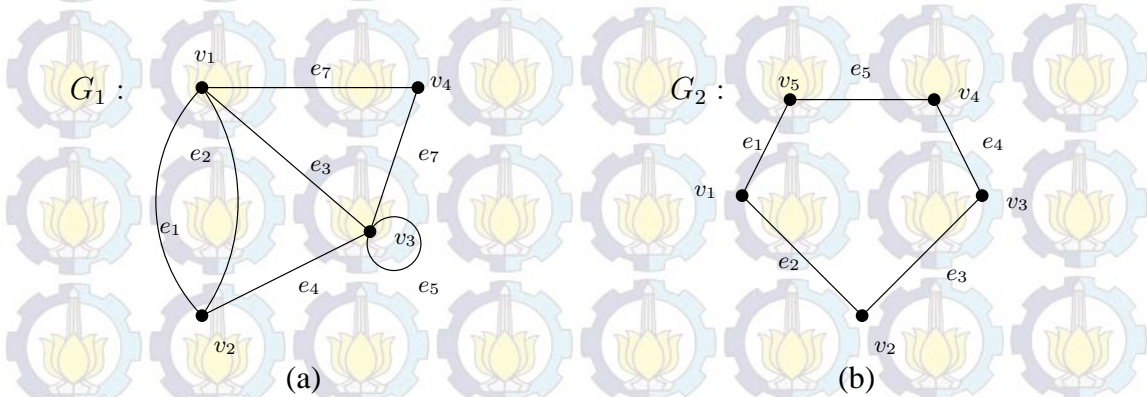 G₁ :
v₁
e₇
v₄
e₂
e₃
e₇
e₁
v₃
e₄
e₅
v₂
(a)
G₂ :
v₅
e₅
v₄
e₁
e₄
v₁
v₃
e₂
e₃
v₂
(b)